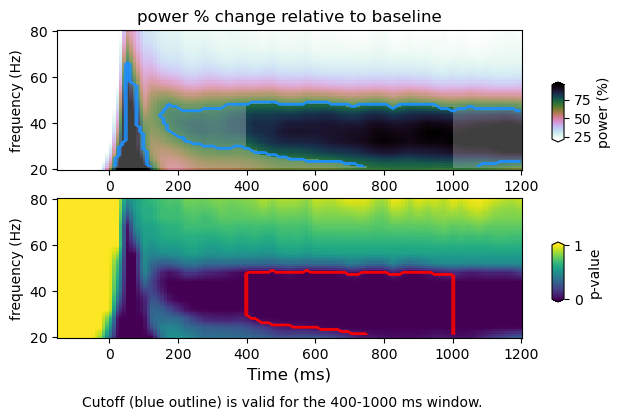 power % change relative to baseline
80
60
40
20
frequency (Hz)
0 200 400 600 800 1000 1200
75
50
25
power (%)
80
60
40
20
frequency (Hz)
0 200 400 600 800 1000 1200
Time (ms)
1
0
p-value
Cutoff (blue outline) is valid for the 400-1000 ms window.